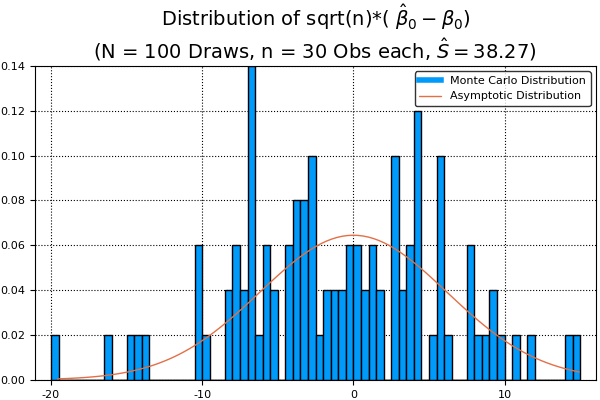 Distribution of sqrt(n)*( β̂₀ − β₀)
(N = 100 Draws, n = 30 Obs each, Ŝ = 38.27)
Monte Carlo Distribution
Asymptotic Distribution
0.14
0.12
0.10
0.08
0.06
0.04
0.02
0.00
-20 -10 0 10